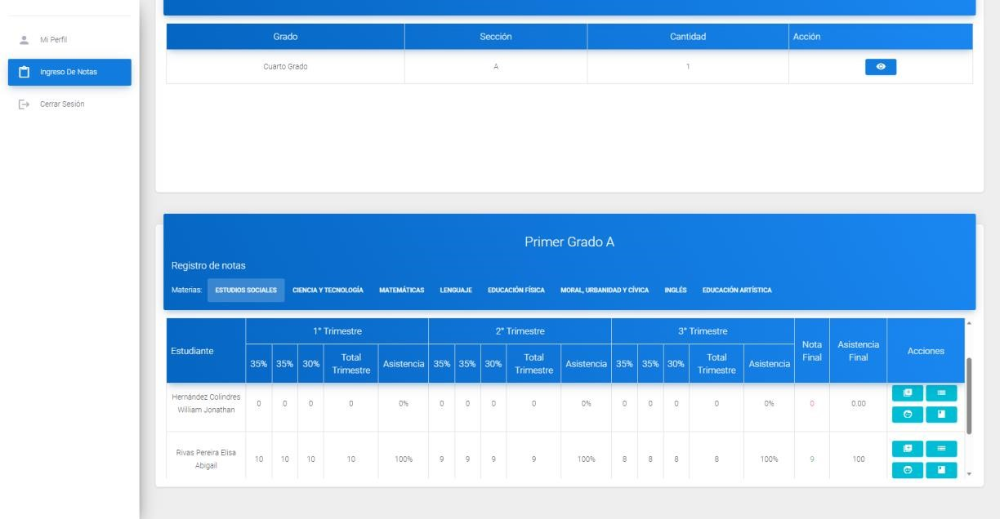 Mi Perfil
Ingreso De Notas
Cerrar Sesión
Grado Sección Cantidad Acción
Cuarto Grado A 1
Primer Grado A
Registro de notas
Materias: ESTUDIOS SOCIALES CIENCIA Y TECNOLOGÍA MATEMÁTICAS LENGUAJE EDUCACIÓN FÍSICA MORAL, URBANIDAD Y CÍVICA INGLÉS EDUCACIÓN ARTÍSTICA
Estudiante 1° Trimestre 2° Trimestre 3° Trimestre Nota Final Asistencia Final Acciones
35% 35% 30% Total Trimestre Asistencia 35% 35% 30% Total Trimestre Asistencia 35% 35% 30% Total Trimestre Asistencia
Hernández Colindres
William Jonathan
0 0 0 0 0% 0 0 0 0 0% 0 0 0 0 0% 0 0.00
Rivas Pereira Elisa
Abigail
10 10 10 10 100% 9 9 9 9 100% 8 8 8 8 100% 9 100